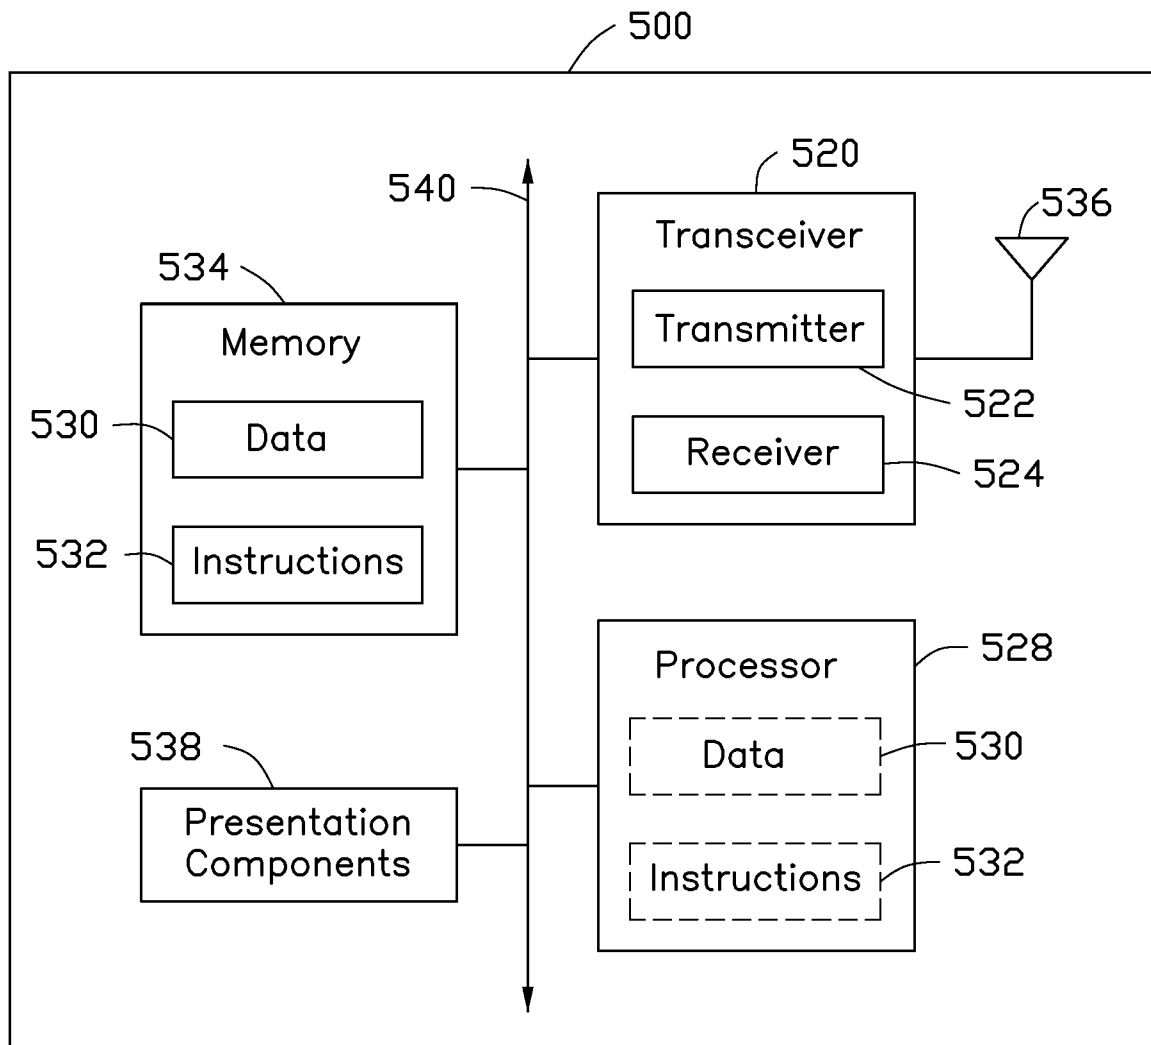 500
540
520
Transceiver
536
534
Memory
Transmitter
522
530
Data
Receiver
524
532
Instructions
528
Processor
538
Data
530
Presentation
Components
Instructions
532